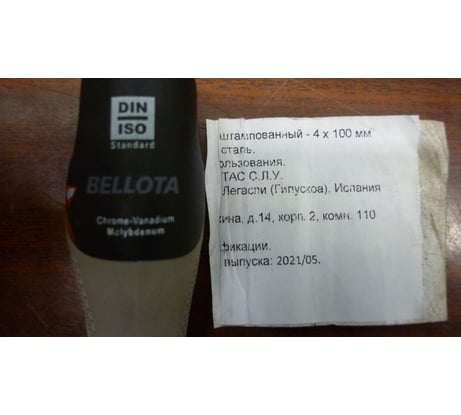 DIN
ISO
Standard
BELLOTA
Chrome-Vanadium
Molybdenum
штампованный - 4 x 100 мм
сталь.
ользования.
ТАС С.Л.У.
Легаспи (Гипускоа), Испания
кина, д.14, корп. 2, комн. 110
фикации.
выпуска: 2021/05.